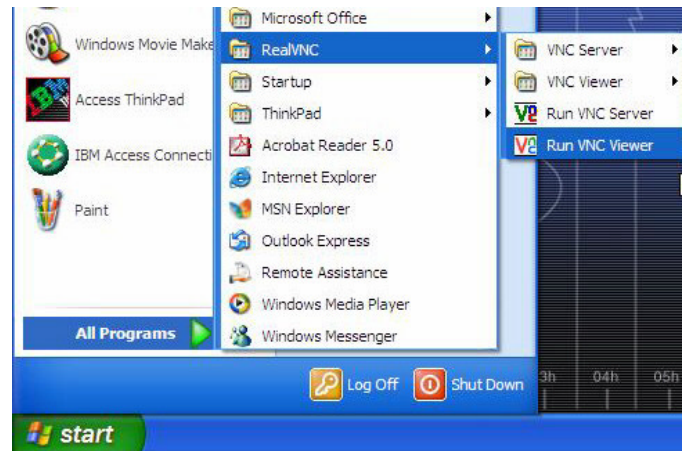 Windows Movie Make
Access ThinkPad
IBM Access Connecti
Paint
All Programs
Microsoft Office
RealVNC
Startup
ThinkPad
Acrobat Reader 5.0
Internet Explorer
MSN Explorer
Outlook Express
Remote Assistance
Windows Media Player
Windows Messenger
VNC Server
VNC Viewer
Run VNC Server
Run VNC Viewer
Log Off
Shut Down
3h 04h 05h
start